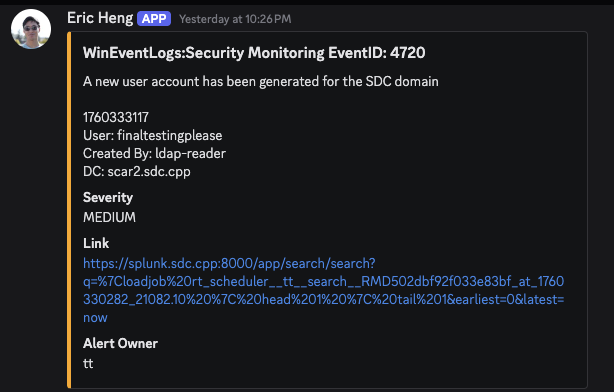 Eric Heng APP Yesterday at 10:26 PM
WinEventLogs:Security Monitoring EventID: 4720
A new user account has been generated for the SDC domain
1760333117
User: finaltestingplease
Created By: ldap-reader
DC: scar2.sdc.cpp
Severity
MEDIUM
Link
https://splunk.sdc.cpp:8000/app/search/search?
q=%7Cloadjob%20rt_scheduler__tt__search__RMD502dbf92f033e83bf_at_1760
330282_21082.10%20%7C%20head%201%20%7C%20tail%201&earliest=0&latest=
now
Alert Owner
tt